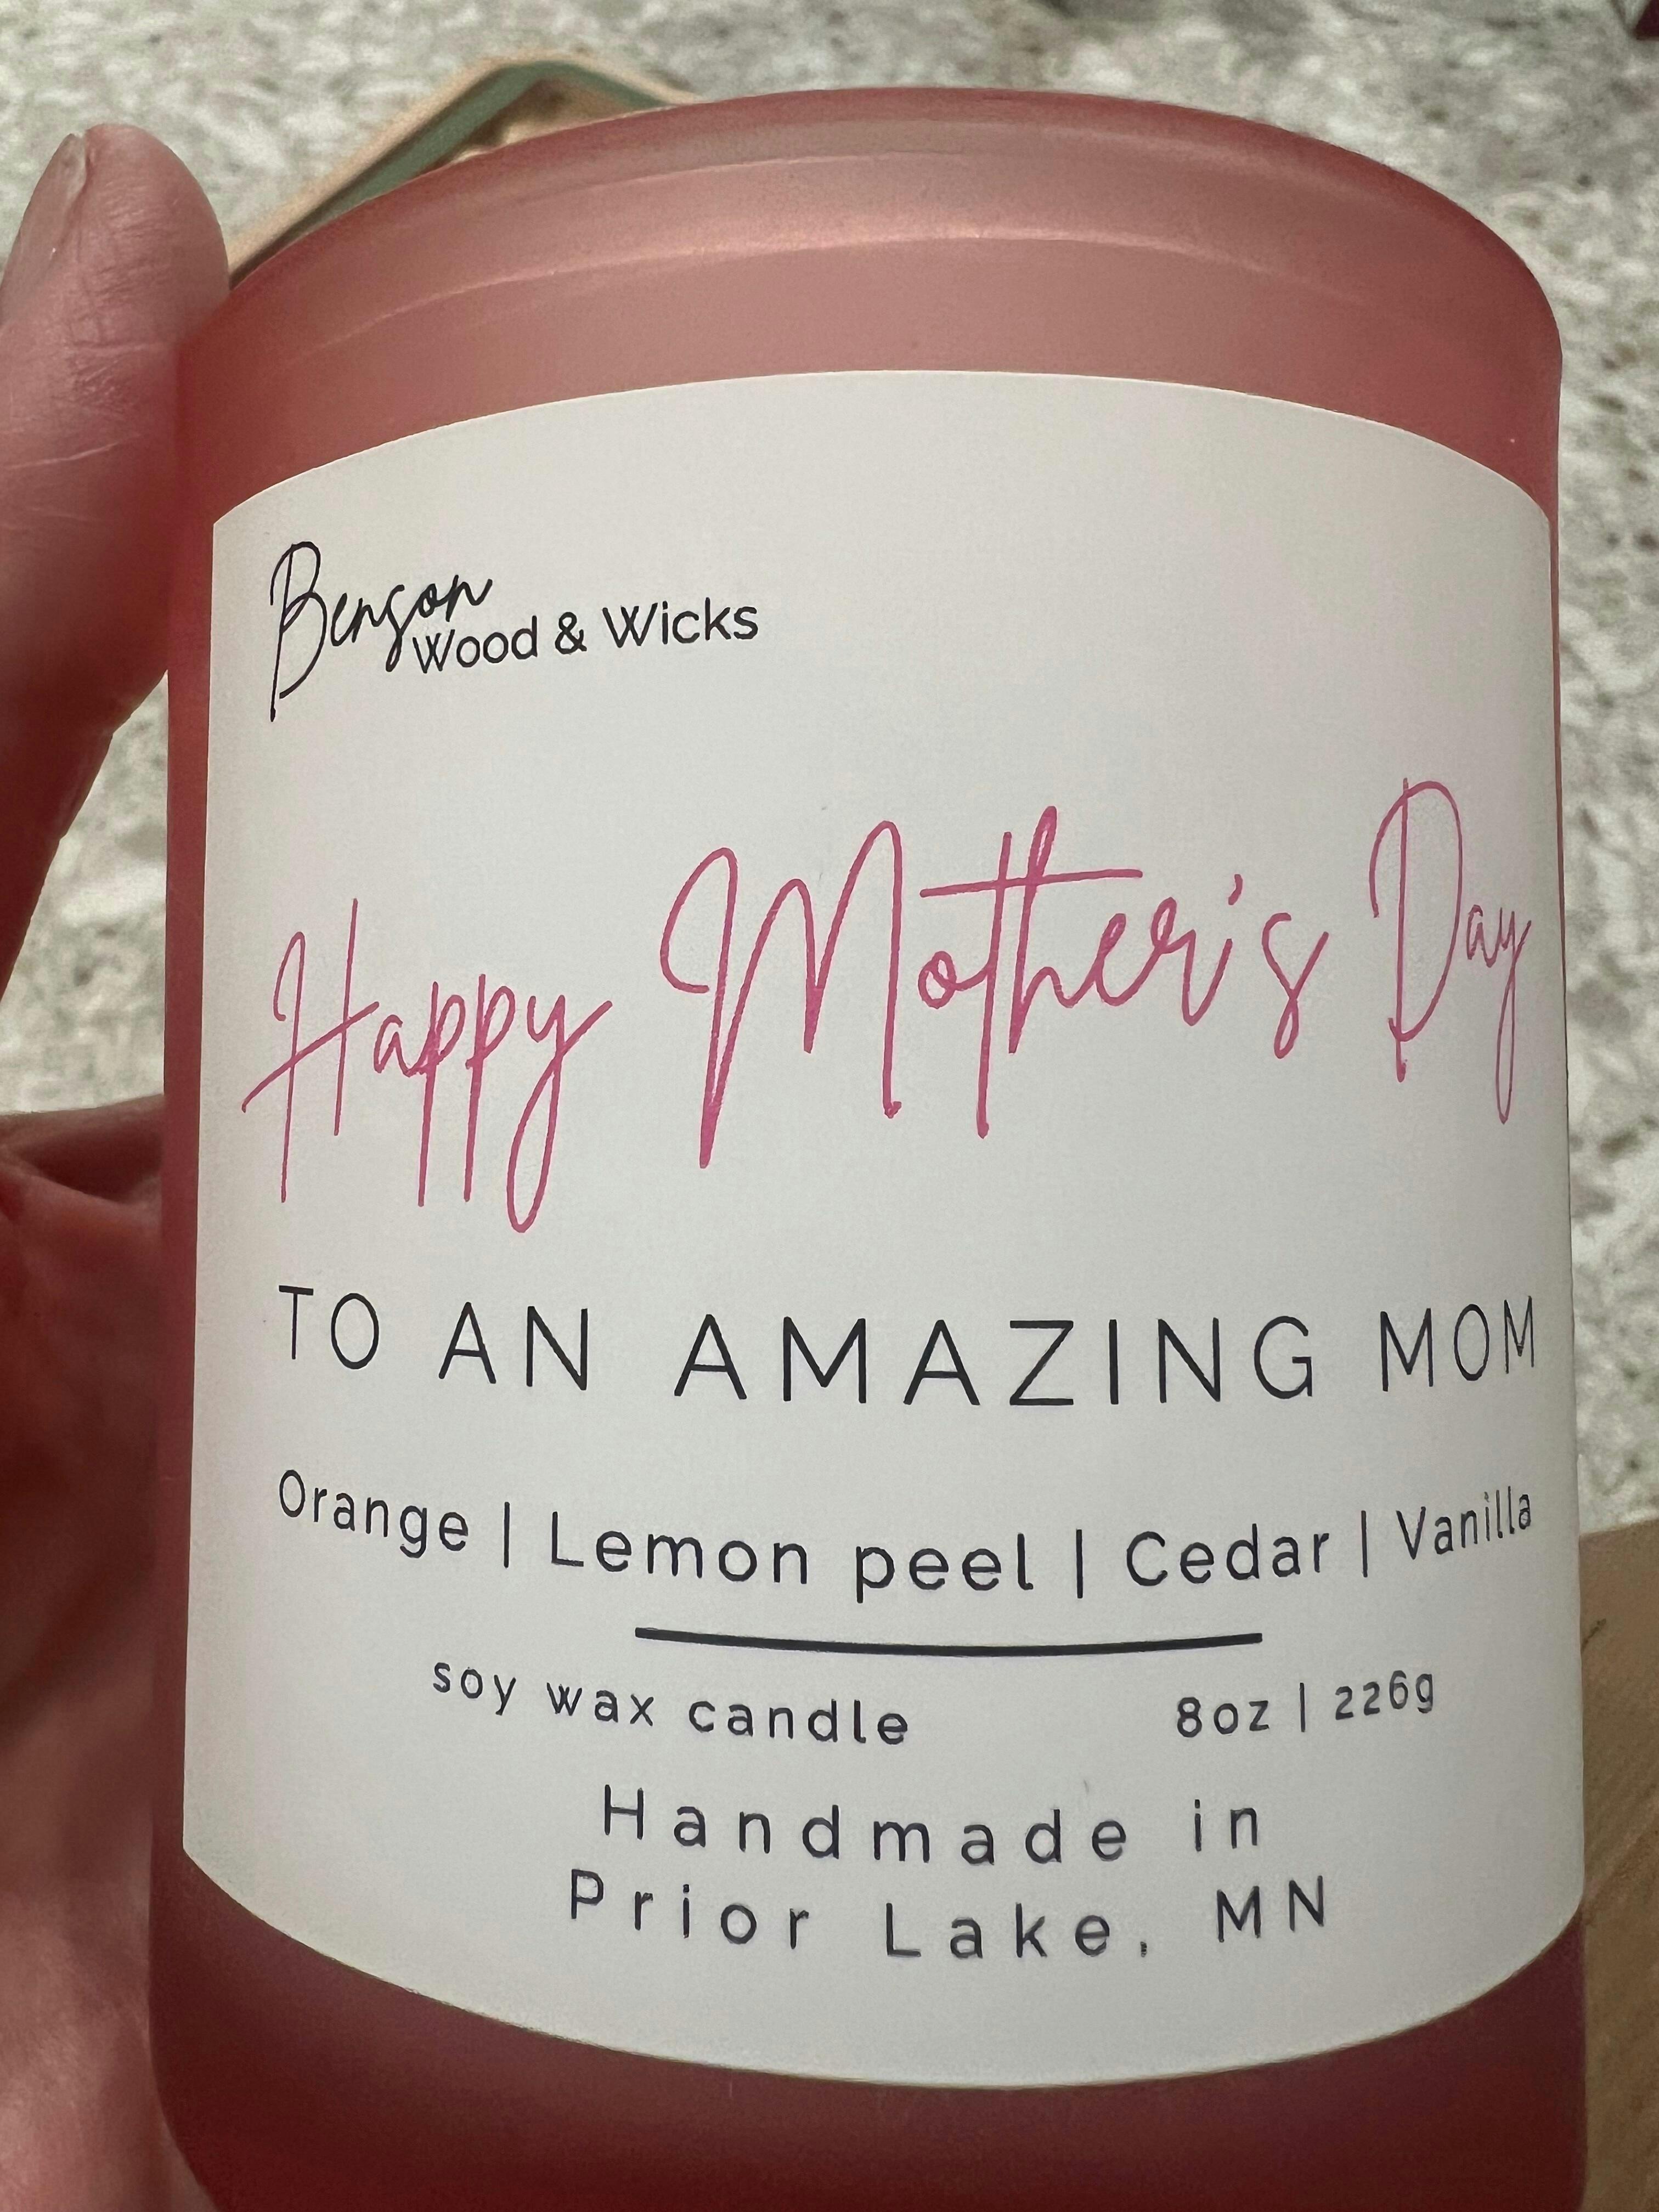 Benson
Wood & Wicks
Happy Mother's Day
TO AN AMAZING MOM
Orange | Lemon peel | Cedar | Vanilla
soy wax candle 8oz | 226g
Handmade in
Prior Lake, MN